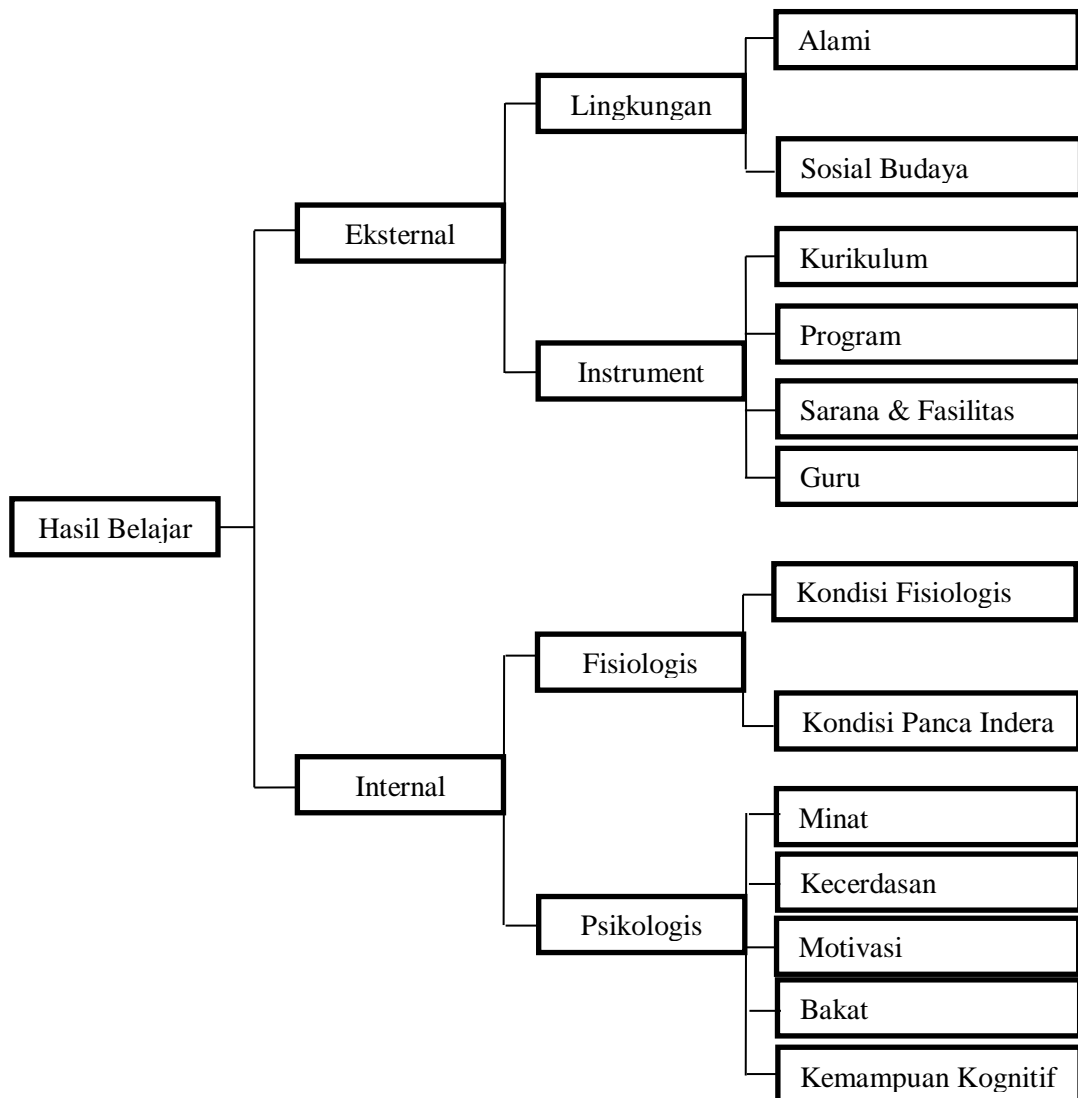 Alami
Lingkungan
Sosial Budaya
Eksternal
Kurikulum
Program
Instrument
Sarana & Fasilitas
Guru
Hasil Belajar
Kondisi Fisiologis
Fisiologis
Kondisi Panca Indera
Internal
Minat
Kecerdasan
Psikologis
Motivasi
Bakat
Kemampuan Kognitif